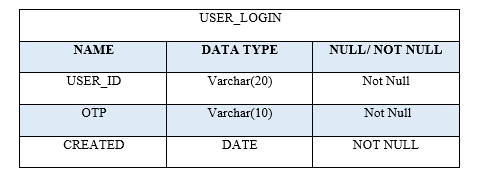 USER_LOGIN
NAME DATA TYPE NULL/ NOT NULL
USER_ID Varchar(20) Not Null
OTP Varchar(10) Not Null
CREATED DATE NOT NULL